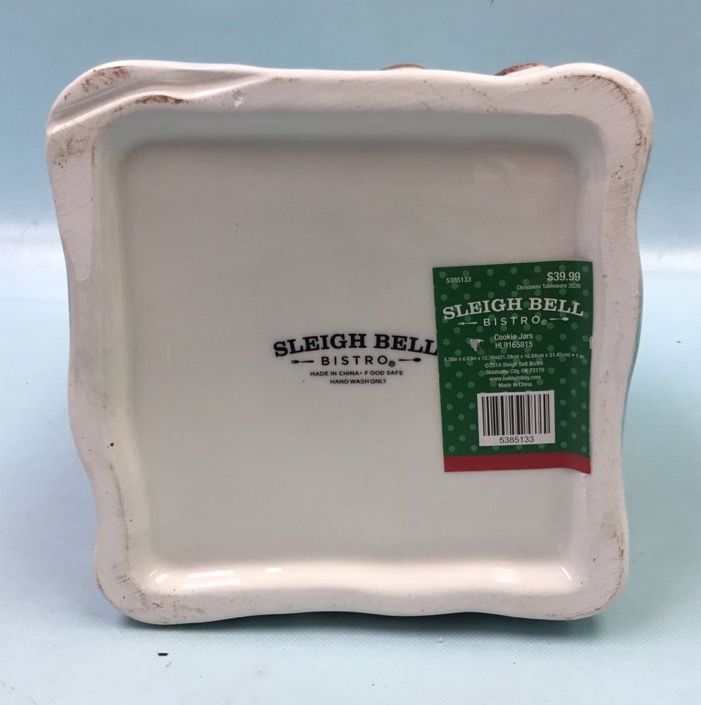 SLEIGH BELL
BISTRO®
MADE IN CHINA • FOOD SAFE
HAND WASH ONLY
5385133
$39.99
Christmas Tableware 2020
SLEIGH BELL
BISTRO®
Cookie Jars
HL9165815
©2014 Sleigh Bell Bistro
Oklahoma City, OK 73179
www.hobbylobby.com
Made in China
5385133